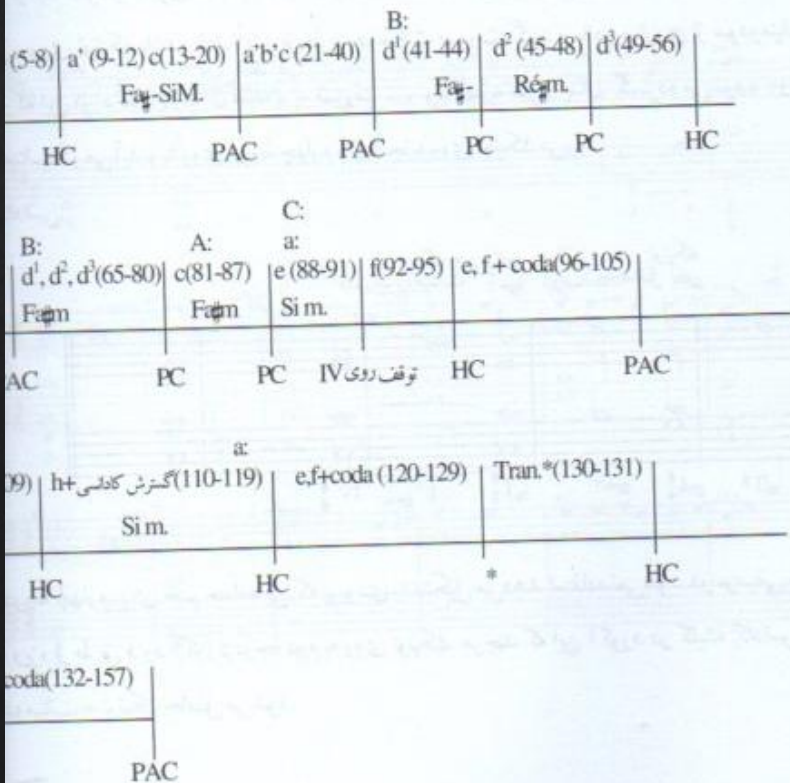 B:
(5-8) a' (9-12) c(13-20) a'b'c (21-40) d¹ (41-44) d² (45-48) d³(49-56)
Fa#-SiM. Fa#- Ré#m.
HC PAC PAC PC PC HC
C:
B: A: a:
d¹, d², d³(65-80) c(81-87) e (88-91) f(92-95) e, f + coda(96-105)
Fa#m Fa#m Si m.
AC PC PC توقف روی IV HC PAC
a:
09) h+گسترش کادانسی(110-119) e,f+coda (120-129) Tran.*(130-131)
Si m.
HC HC * HC
coda(132-157)
PAC